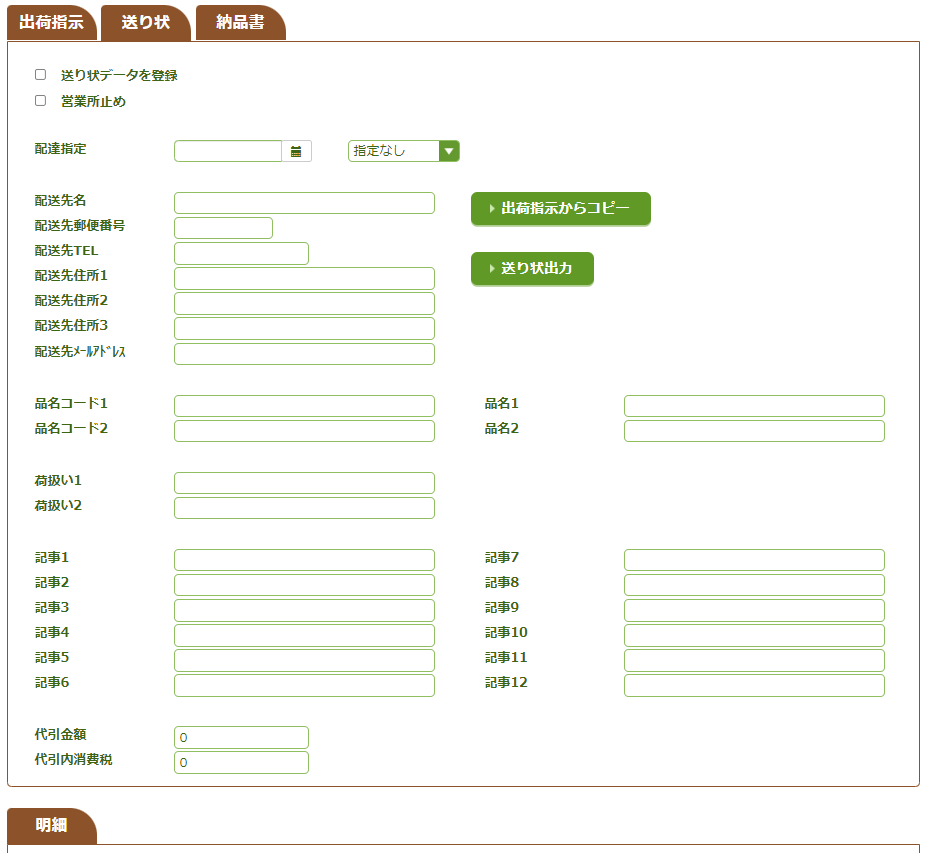 出荷指示 送り状 納品書
送り状データを登録
営業所止め
配達指定 指定なし
配送先名 出荷指示からコピー
配送先郵便番号
配送先TEL 送り状出力
配送先住所1
配送先住所2
配送先住所3
配送先ﾒｰﾙｱﾄﾞﾚｽ
品名コード1 品名1
品名コード2 品名2
荷扱い1
荷扱い2
記事1 記事7
記事2 記事8
記事3 記事9
記事4 記事10
記事5 記事11
記事6 記事12
代引金額 0
代引内消費税 0
明細